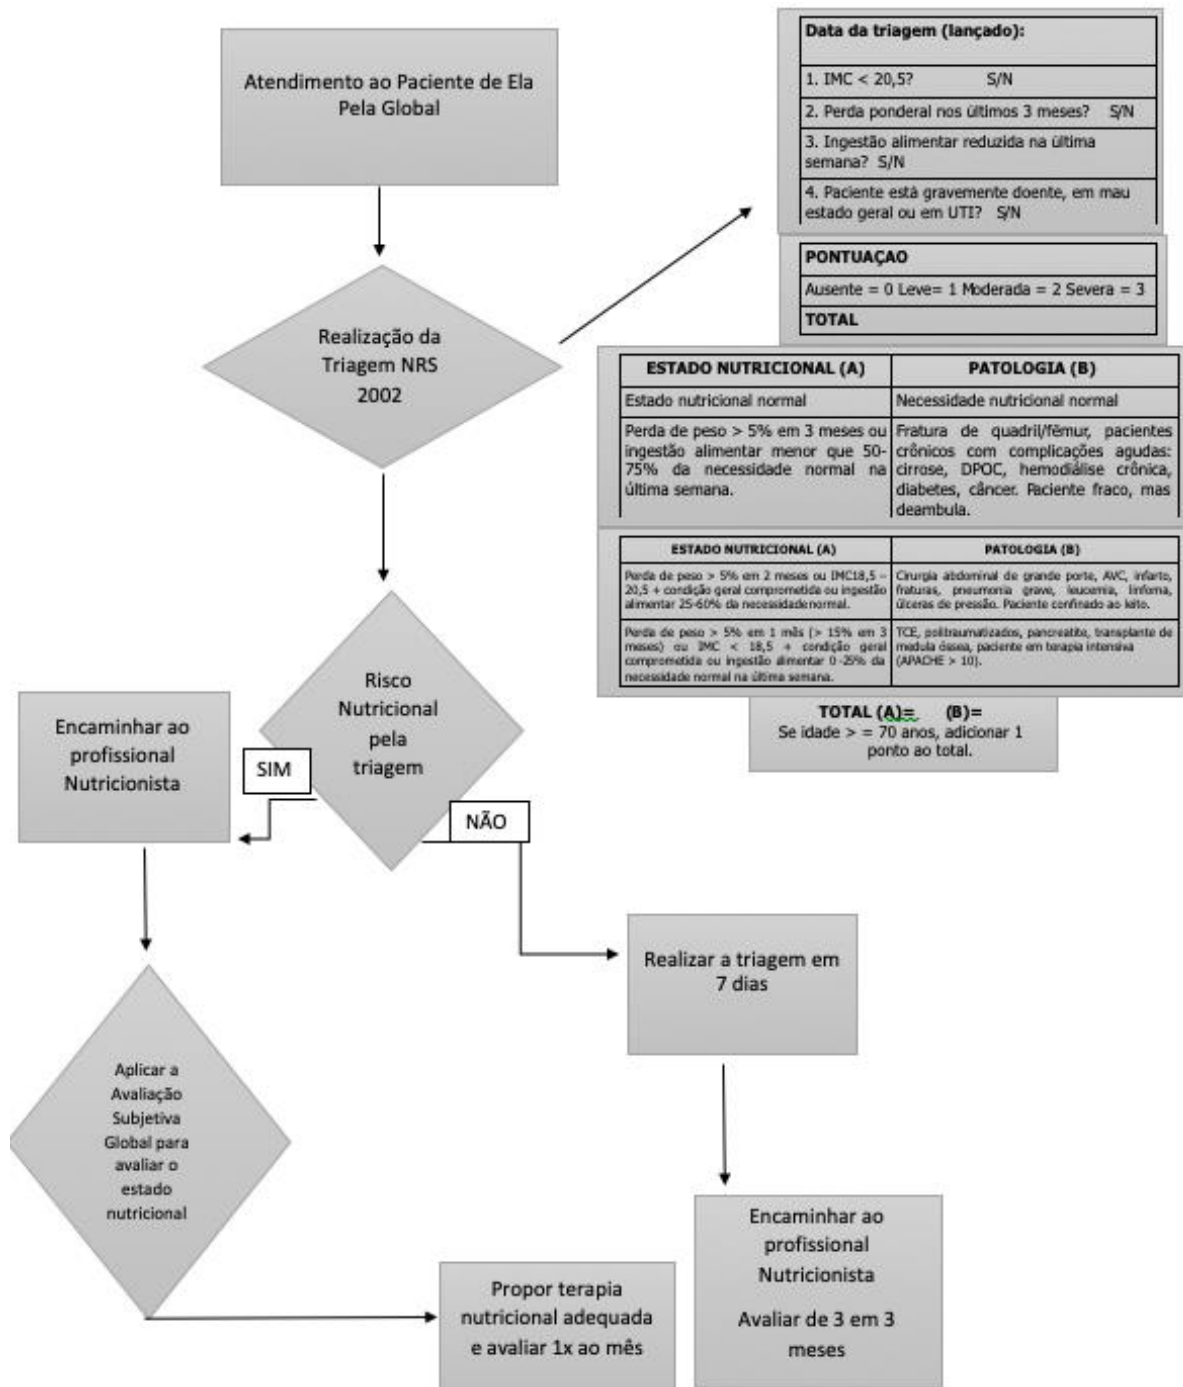 Atendimento ao Paciente de Ela
Pela Global
Realização da
Triagem NRS
2002
Data da triagem (lançado):
1. IMC < 20,5? S/N
2. Perda ponderal nos últimos 3 meses? S/N
3. Ingestão alimentar reduzida na última
semana? S/N
4. Paciente está gravemente doente, em mau
estado geral ou em UTI? S/N
PONTUAÇAO
Ausente = 0 Leve= 1 Moderada = 2 Severa = 3
TOTAL
ESTADO NUTRICIONAL (A)
PATOLOGIA (B)
Estado nutricional normal
Necessidade nutricional normal
Perda de peso > 5% em 3 meses ou
ingestão alimentar menor que 50-
75% da necessidade normal na
última semana.
Fratura de quadril/fêmur, pacientes
crônicos com complicações agudas:
cirrose, DPOC, hemodiálise crônica,
diabetes, câncer. Paciente fraco, mas
deambula.
ESTADO NUTRICIONAL (A)
PATOLOGIA (B)
Perda de peso > 5% em 2 meses ou IMC18,5 –
20,5 + condição geral comprometida ou ingestão
alimentar 25-60% da necessidade normal.
Cirurgia abdominal de grande porte, AVC, infarto,
fraturas, pneumonia grave, leucemia, linfoma,
úlceras de pressão. Paciente confinado ao leito.
Perda de peso > 5% em 1 mês (> 15% em 3
meses) ou IMC < 18,5 + condição geral
comprometida ou ingestão alimentar 0 -25% da
necessidade normal na última semana.
TCE, politraumatizados, pancreatite, transplante de
medula óssea, paciente em terapia intensiva
(APACHE > 10).
TOTAL (A)= (B)=
Se idade > = 70 anos, adicionar 1
ponto ao total.
Risco
Nutricional
pela
triagem
SIM
NÃO
Encaminhar ao
profissional
Nutricionista
Realizar a triagem em
7 dias
Aplicar a
Avaliação
Subjetiva
Global para
avaliar o
estado
nutricional
Propor terapia
nutricional adequada
e avaliar 1x ao mês
Encaminhar ao
profissional
Nutricionista
Avaliar de 3 em 3
meses